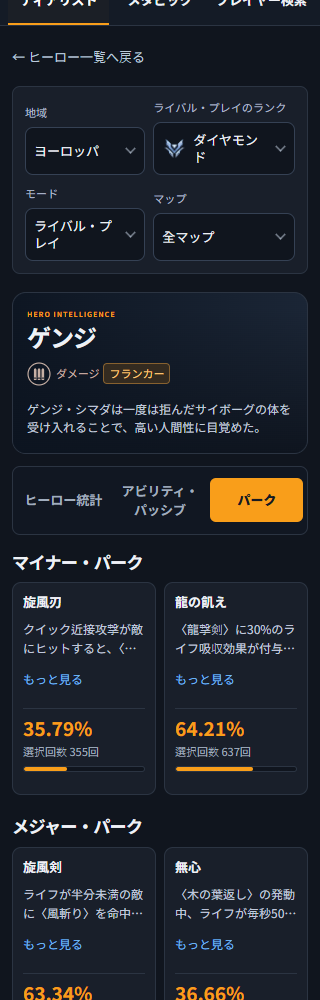 ティアリスト メタピック プレイヤー検索
← ヒーロー一覧へ戻る
地域
ライバル・プレイのランク
ヨーロッパ
ダイヤモン
ド
モード
マップ
ライバル・プ
レイ
全マップ
HERO INTELLIGENCE
ゲンジ
ダメージ フランカー
ゲンジ・シマダは一度は拒んだサイボーグの体を
受け入れることで、高い人間性に目覚めた。
ヒーロー統計
アビリティ・
パッシブ
パーク
マイナー・パーク
旋風刃
クイック近接攻撃が敵
にヒットすると、〈…
もっと見る
35.79%
選択回数 355回
龍の飢え
〈龍撃剣〉に30%のラ
イフ吸収効果が付与…
もっと見る
64.21%
選択回数 637回
メジャー・パーク
旋風剣
ライフが半分未満の敵
に〈風斬り〉を命中…
もっと見る
63.34%
無心
〈木の葉返し〉の発動
中、ライフが毎秒50…
もっと見る
36.66%